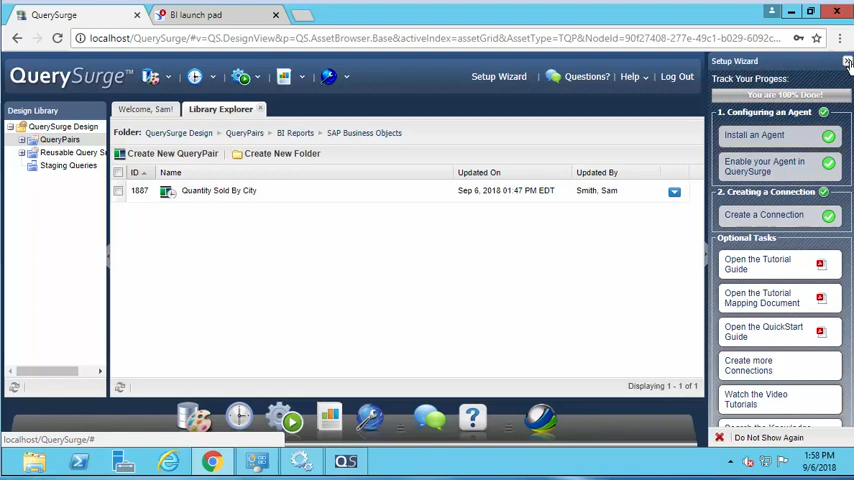 QuerySurge
BI launch pad
localhost/QuerySurge/#v=QS.DesignView&p=QS.AssetBrowser.Base&activeIndex=assetGrid&AssetType=TQP&NodeId=90f27408-277e-49c1-b029-6092c...
QuerySurge™
Setup Wizard
Questions?
Help
Log Out
Design Library
QuerySurge Design
QueryPairs
Reusable Query S
Staging Queries
Welcome, Sam!
Library Explorer
Folder: QuerySurge Design › QueryPairs › BI Reports › SAP Business Objects
Create New QueryPair
Create New Folder
ID
Name
Updated On
Updated By
1887
Quantity Sold By City
Sep 6, 2018 01:47 PM EDT
Smith, Sam
Displaying 1 - 1 of 1
Setup Wizard
Track Your Progess:
You are 100% Done!
1. Configuring an Agent
Install an Agent
Enable your Agent in
QuerySurge
2. Creating a Connection
Create a Connection
Optional Tasks
Open the Tutorial
Guide
Open the Tutorial
Mapping Document
Open the QuickStart
Guide
Create more
Connections
Watch the Video
Tutorials
Do Not Show Again
localhost/QuerySurge/#
QS
1:58 PM
9/6/2018